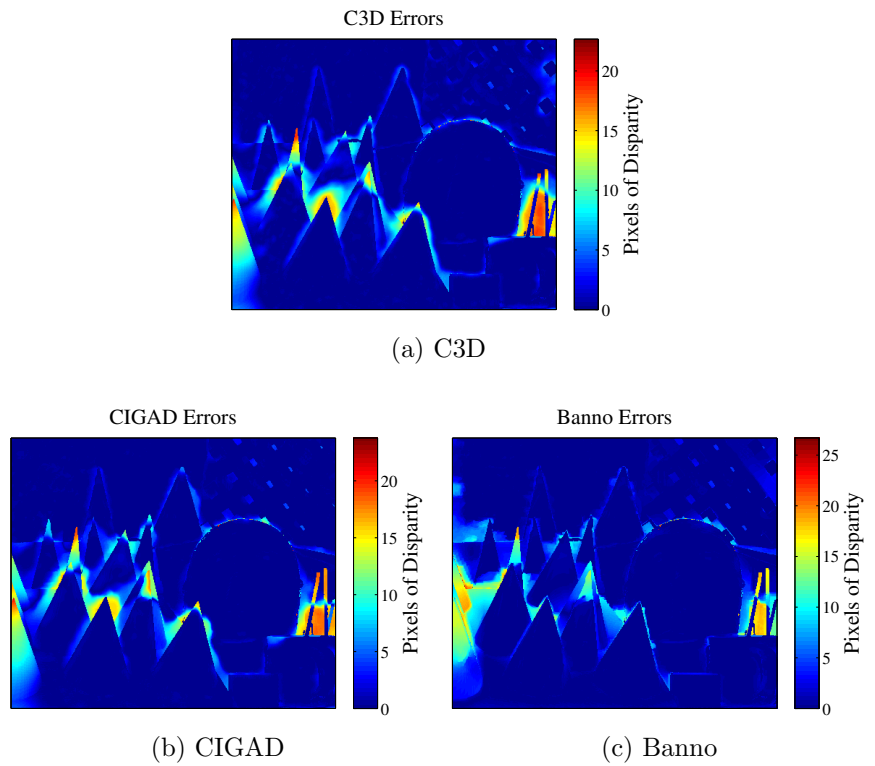 C3D Errors
20
15
10
5
0
Pixels of Disparity
(a) C3D
CIGAD Errors
20
15
10
5
0
Pixels of Disparity
(b) CIGAD
Banno Errors
25
20
15
10
5
0
Pixels of Disparity
(c) Banno